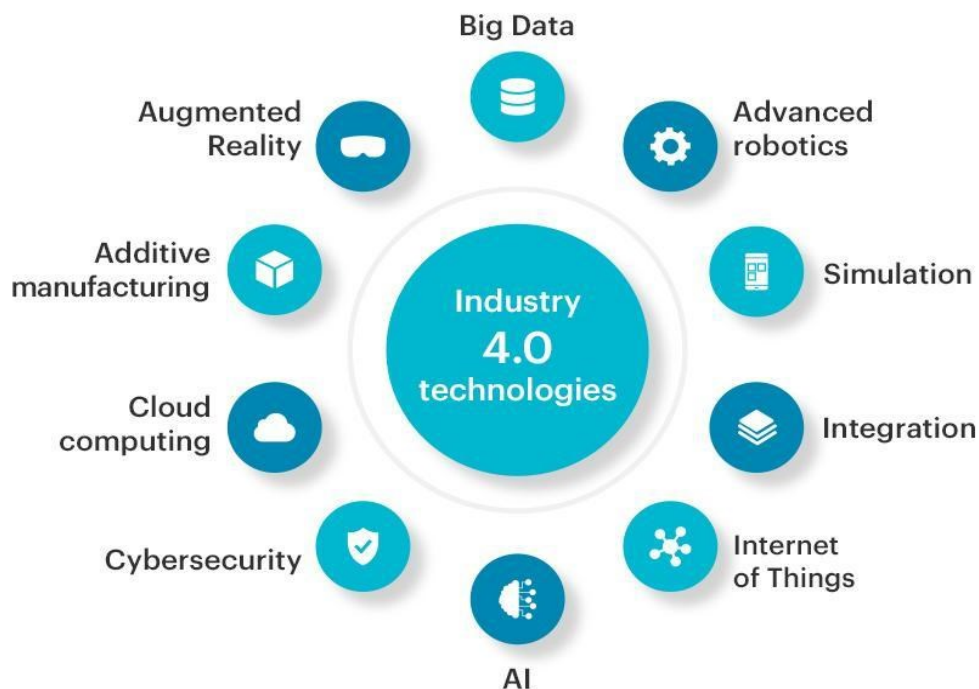 Big Data
Augmented
Reality
Advanced
robotics
Additive
manufacturing
Simulation
Industry
4.0
technologies
Cloud
computing
Integration
Cybersecurity
Internet
of Things
AI